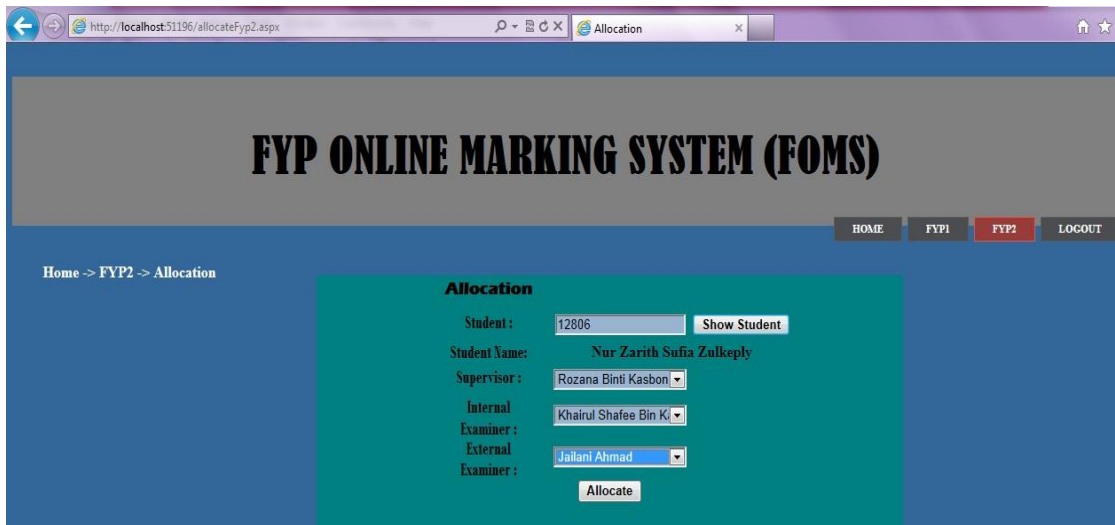 http://localhost:51196/allocateFyp2.aspx
Allocation
FYP ONLINE MARKING SYSTEM (FOMS)
HOME FYP1 FYP2 LOGOUT
Home -> FYP2 -> Allocation
Allocation
Student : 12806 Show Student
Student Name: Nur Zarith Sufia Zulkeply
Supervisor : Rozana Binti Kasbon
Internal Examiner : Khairul Shafee Bin K
External Examiner : Jailani Ahmad
Allocate